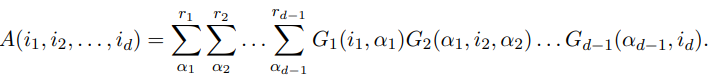 A(i_1, i_2, \ldots, i_d) = \sum_{\alpha_1}^{r_1} \sum_{\alpha_2}^{r_2} \ldots \sum_{\alpha_{d-1}}^{r_{d-1}} G_1(i_1, \alpha_1) G_2(\alpha_1, i_2, \alpha_2) \ldots G_{d-1}(\alpha_{d-1}, i_d).